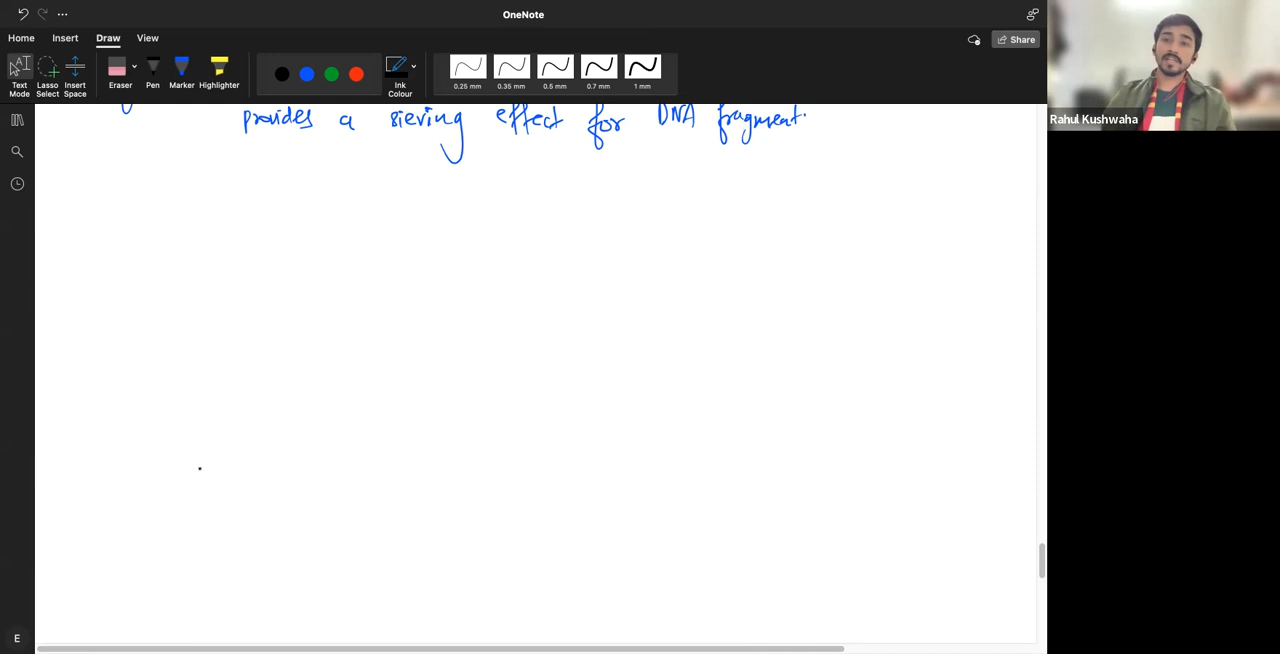 OneNote
Home Insert Draw View
Share
Text Mode
Lasso Select
Insert Space
Eraser
Pen
Marker
Highlighter
Ink Colour
0.25 mm
0.35 mm
0.5 mm
0.7 mm
1 mm
provides a sieving effect for DNA fragment.
Rahul Kushwaha
E